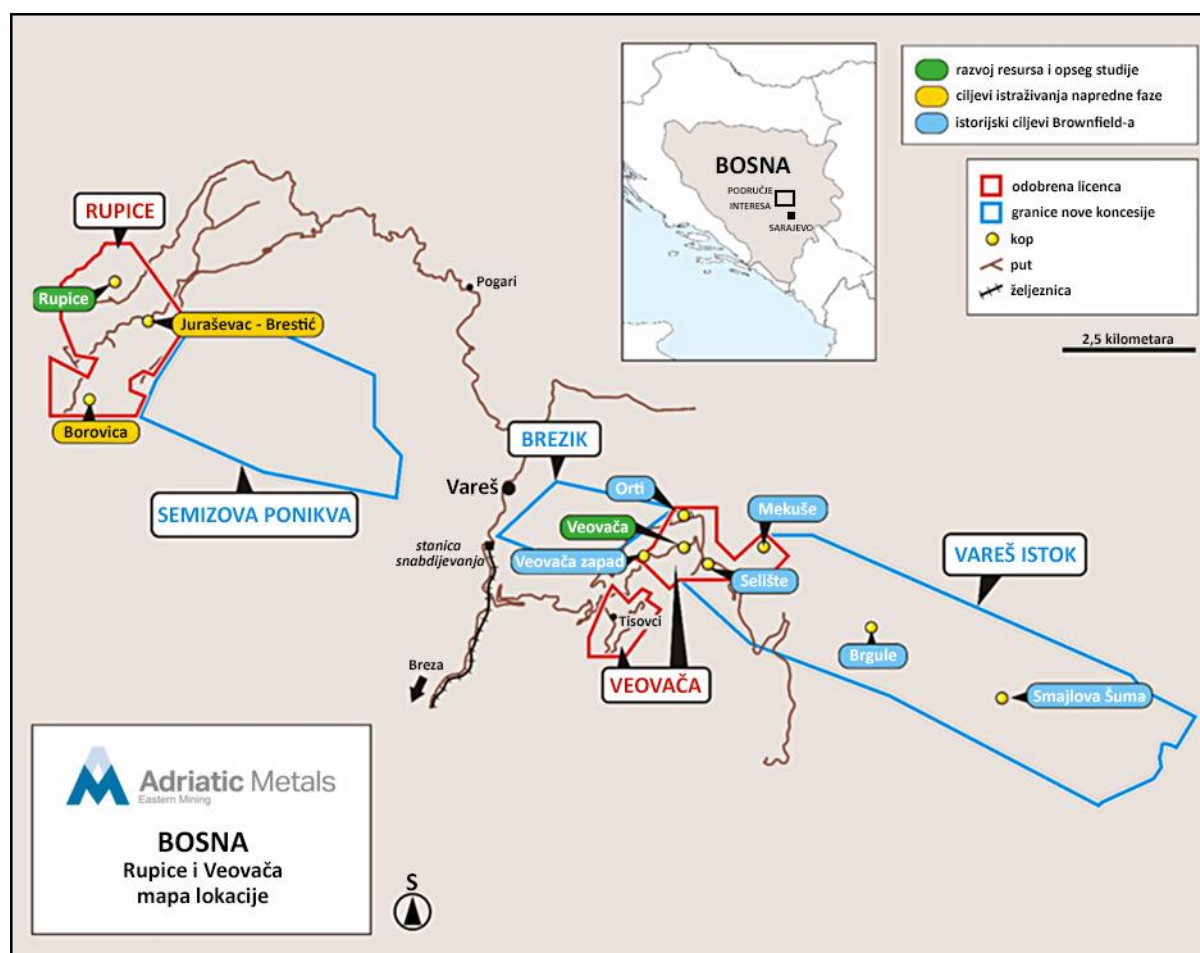 razvoj resursa i opseg studije
ciljevi istraživanja napredne faze
istorijski ciljevi Brownfield-a
BOSNA
PODRUČJE
INTERESA
SARAJEVO
odobrena licenca
granice nove koncesije
kop
put
željeznica
2,5 kilometara
RUPICE
Rupice
Juraševac - Brestić
Borovica
Pogari
SEMIZOVA PONIKVA
BREZIK
Vareš
Orti
Mekuše
Veovača
stanica
snabdijevanja
Veovača zapad
Selište
VAREŠ ISTOK
Tisovci
Brgule
Breza
VEOVAČA
Smajlova Šuma
Adriatic Metals
Eastern Mining
BOSNA
Rupice i Veovača
mapa lokacije
S